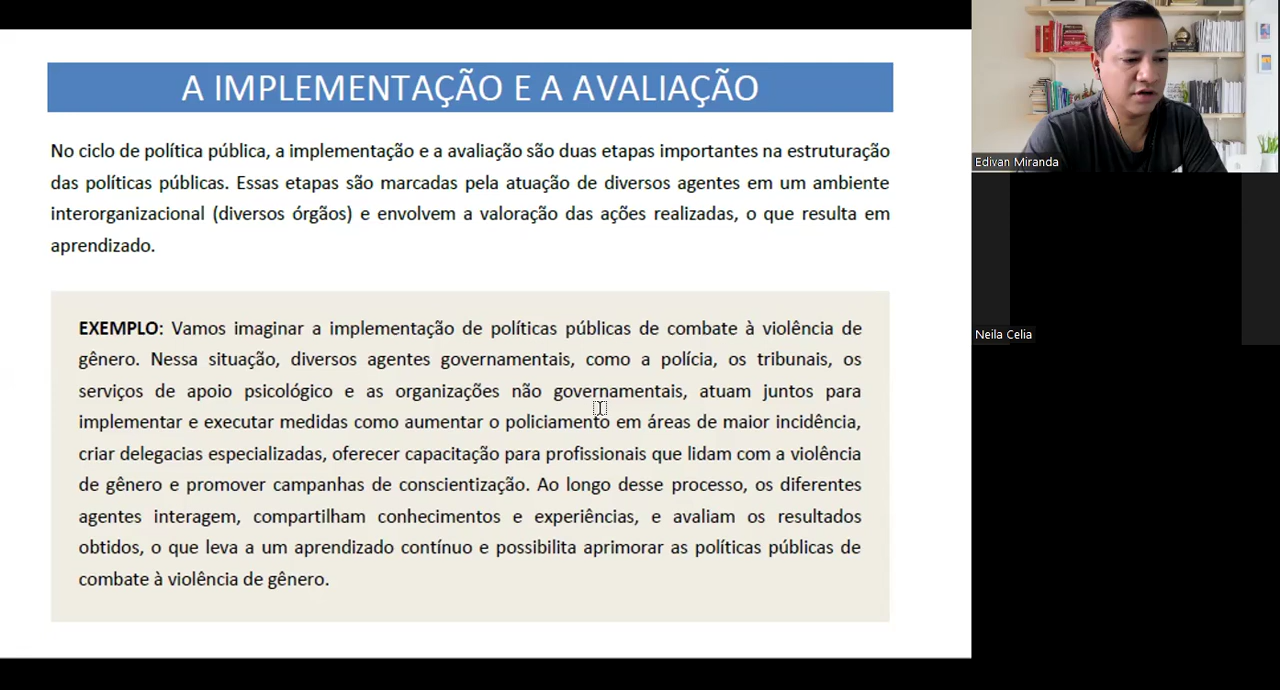 A IMPLEMENTAÇÃO E A AVALIAÇÃO
No ciclo de política pública, a implementação e a avaliação são duas etapas importantes na estruturação
das políticas públicas. Essas etapas são marcadas pela atuação de diversos agentes em um ambiente
interorganizacional (diversos órgãos) e envolvem a valoração das ações realizadas, o que resulta em
aprendizado.
EXEMPLO: Vamos imaginar a implementação de políticas públicas de combate à violência de
gênero. Nessa situação, diversos agentes governamentais, como a polícia, os tribunais, os
serviços de apoio psicológico e as organizações não governamentais, atuam juntos para
implementar e executar medidas como aumentar o policiamento em áreas de maior incidência,
criar delegacias especializadas, oferecer capacitação para profissionais que lidam com a violência
de gênero e promover campanhas de conscientização. Ao longo desse processo, os diferentes
agentes interagem, compartilham conhecimentos e experiências, e avaliam os resultados
obtidos, o que leva a um aprendizado contínuo e possibilita aprimorar as políticas públicas de
combate à violência de gênero.
Edivan Miranda
Neila Celia